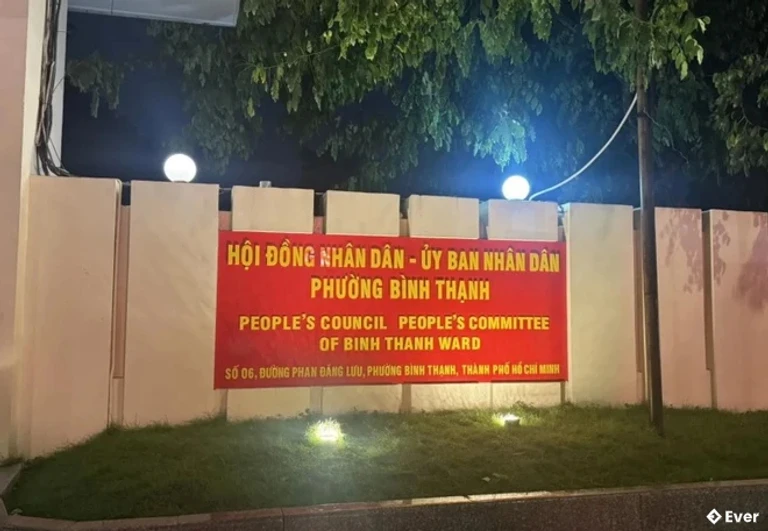 HỘI ĐỒNG NHÂN DÂN - ỦY BAN NHÂN DÂN
PHƯỜNG BÌNH THẠNH
PEOPLE'S COUNCIL PEOPLE'S COMMITTEE
OF BINH THANH WARD
SỐ 06, ĐƯỜNG PHAN ĐĂNG LƯU, PHƯỜNG BÌNH THẠNH, THÀNH PHỐ HỒ CHÍ MINH
Ever